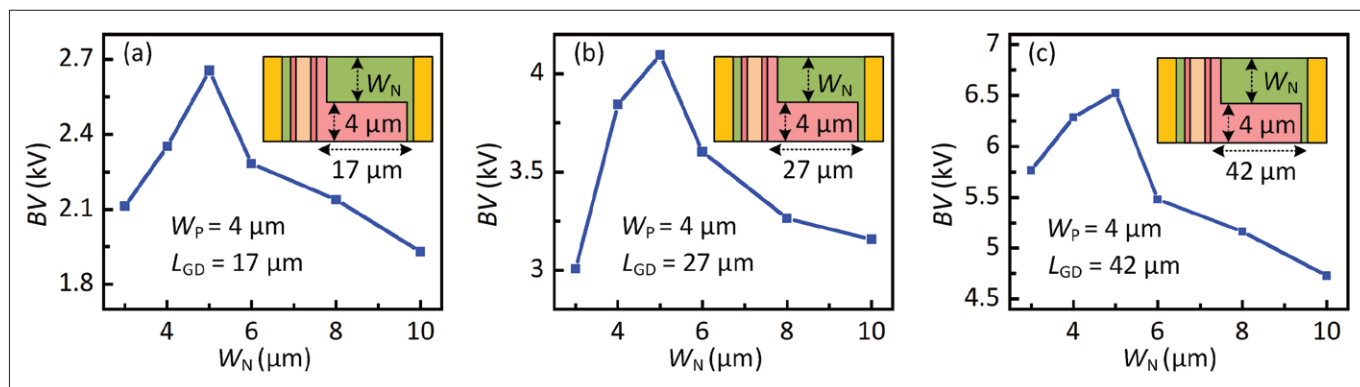 (a)
2.7
2.4
2.1
1.8
BV (kV)
W_N
4 μm
17 μm
W_P = 4 μm
L_GD = 17 μm
4 6 8 10
W_N (μm)
(b)
4
3.5
3
BV (kV)
W_N
4 μm
27 μm
W_P = 4 μm
L_GD = 27 μm
4 6 8 10
W_N (μm)
(c)
7
6.5
6
5.5
5
4.5
BV (kV)
W_N
4 μm
42 μm
W_P = 4 μm
L_GD = 42 μm
4 6 8 10
W_N (μm)